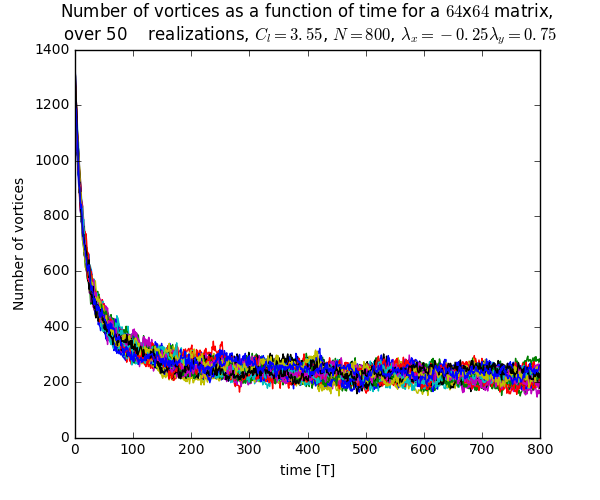 Number of vortices as a function of time for a 64x64 matrix,
over 50    realizations, C_l = 3.55, N = 800, λ_x = −0.25λ_y = 0.75
1400
1200
1000
800
600
400
200
0
Number of vortices
0 100 200 300 400 500 600 700 800
time [T]